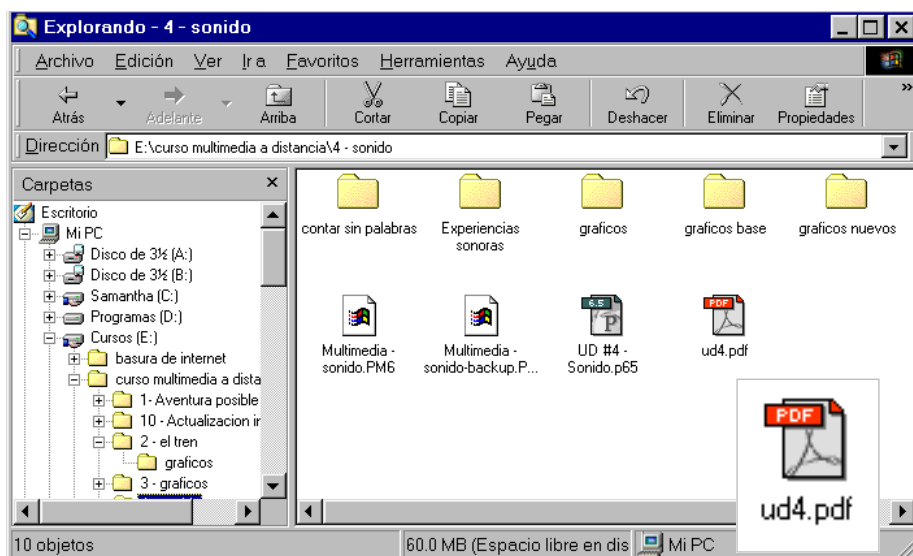 Explorando - 4 - sonido
Archivo Edición Ver Ir a Favoritos Herramientas Ayuda
Atrás Adelante Arriba Cortar Copiar Pegar Deshacer Eliminar Propiedades »
Dirección E:\curso multimedia a distancia\4 - sonido
Carpetas
Escritorio
Mi PC
Disco de 3½ (A:)
Disco de 3½ (B:)
Samantha (C:)
Programas (D:)
Cursos (E:)
basura de internet
curso multimedia a dista
1- Aventura posible
10 - Actualizacion ir
2 - el tren
graficos
3 - graficos
contar sin palabras
Experiencias
sonoras
graficos
graficos base
graficos nuevos
Multimedia -
sonido.PM6
Multimedia -
sonido-backup.P...
6.5
P
UD #4 -
Sonido.p65
PDF
ud4.pdf
PDF
ud4.pdf
10 objetos
60.0 MB (Espacio libre en dis
Mi PC